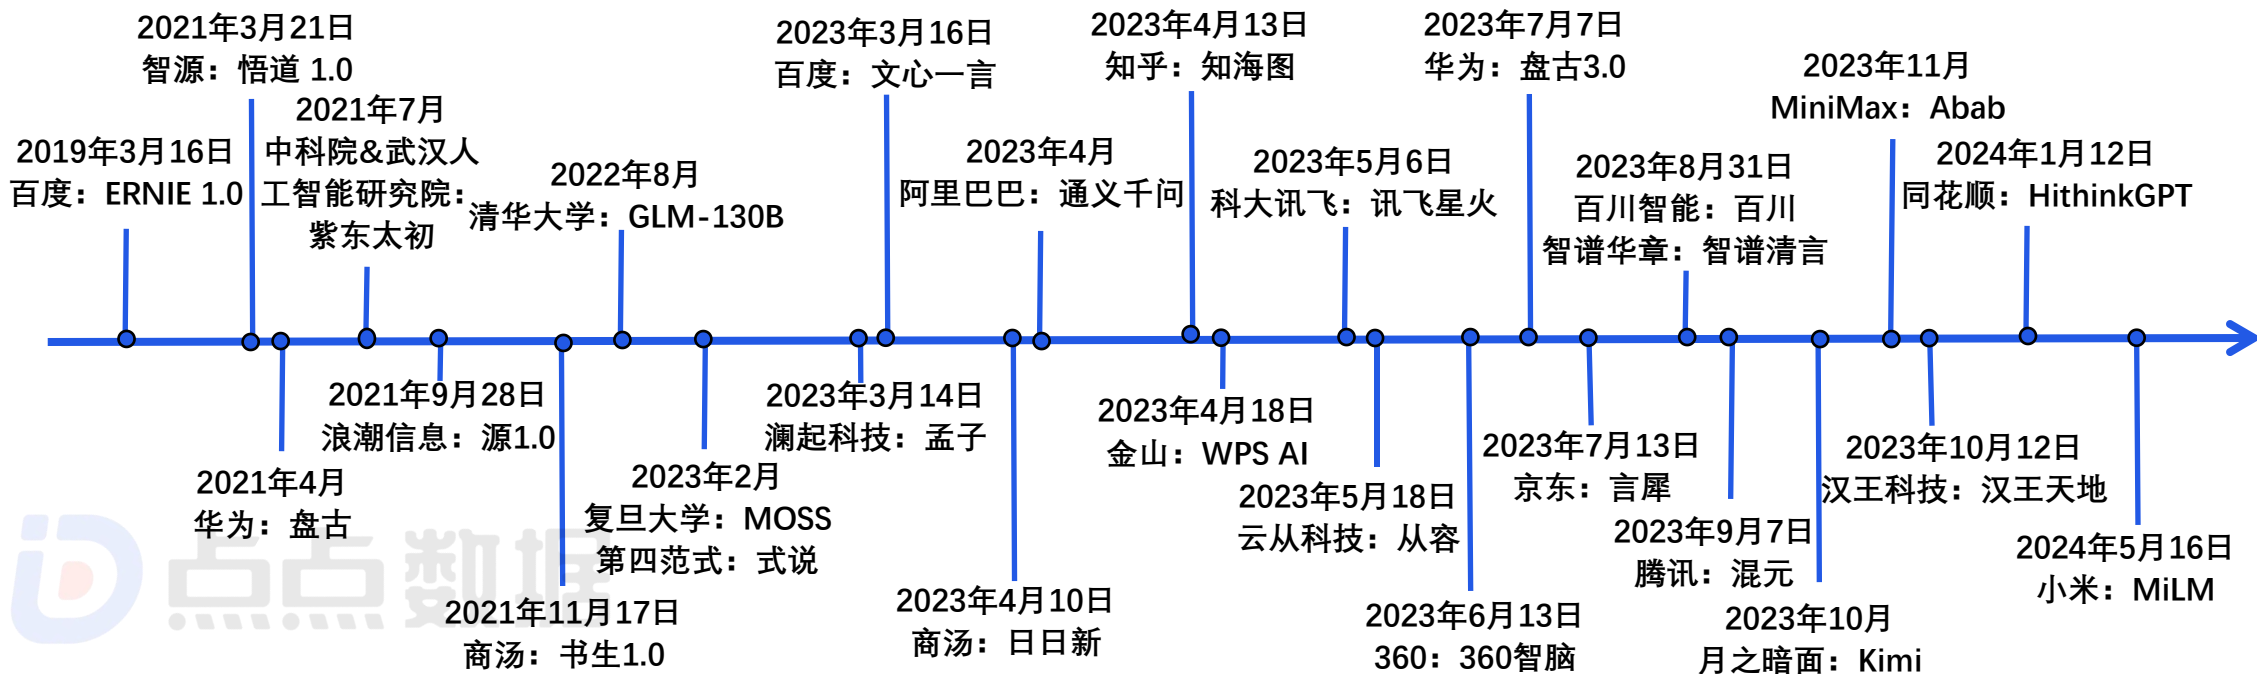 2019年3月16日
百度：ERNIE 1.0
2021年3月21日
智源：悟道 1.0
2021年4月
华为：盘古
2021年7月
中科院&武汉人
工智能研究院：
紫东太初
2021年9月28日
浪潮信息：源1.0
2021年11月17日
商汤：书生1.0
2022年8月
清华大学：GLM-130B
2023年2月
复旦大学：MOSS
第四范式：式说
2023年3月14日
澜起科技：孟子
2023年3月16日
百度：文心一言
2023年4月10日
商汤：日日新
2023年4月
阿里巴巴：通义千问
2023年4月13日
知乎：知海图
2023年4月18日
金山：WPS AI
2023年5月6日
科大讯飞：讯飞星火
2023年5月18日
云从科技：从容
2023年6月13日
360：360智脑
2023年7月7日
华为：盘古3.0
2023年7月13日
京东：言犀
2023年8月31日
百川智能：百川
智谱华章：智谱清言
2023年9月7日
腾讯：混元
2023年10月
月之暗面：Kimi
2023年11月
MiniMax：Abab
2023年10月12日
汉王科技：汉王天地
2024年1月12日
同花顺：HithinkGPT
2024年5月16日
小米：MiLM
点点数据